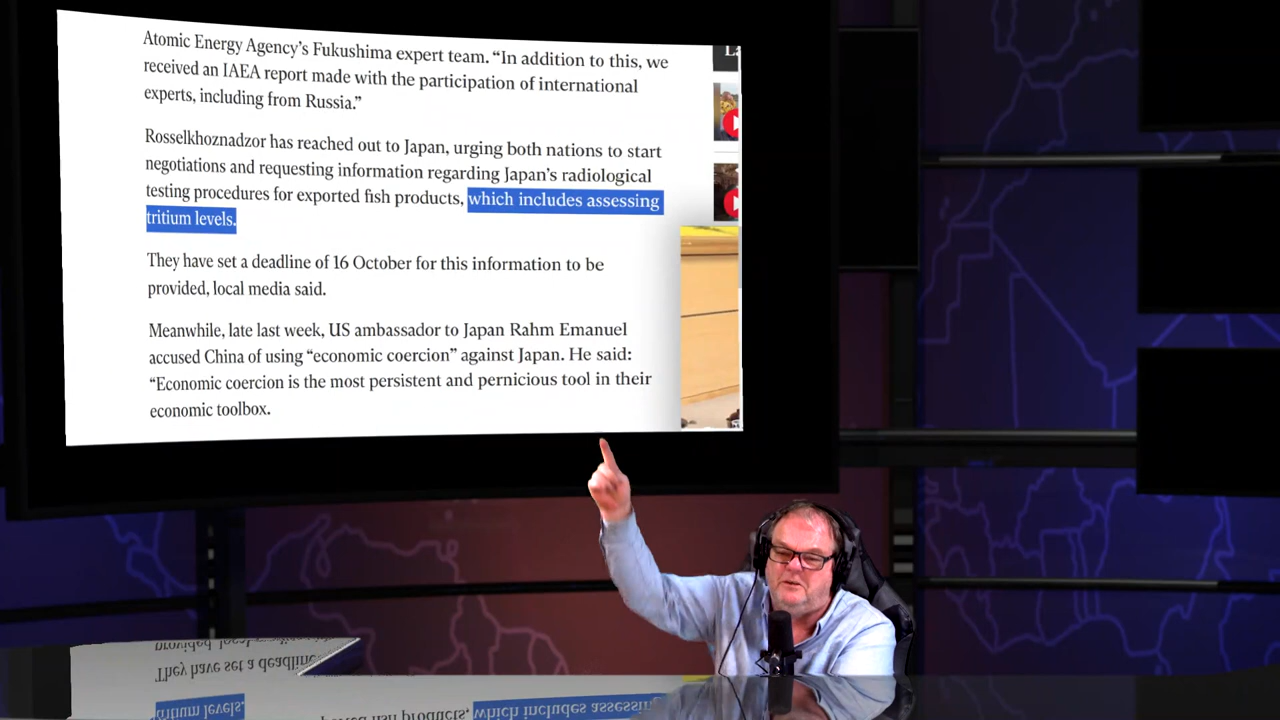 Atomic Energy Agency's Fukushima expert team. “In addition to this, we
received an IAEA report made with the participation of international
experts, including from Russia.”
Rosselkhoznadzor has reached out to Japan, urging both nations to start
negotiations and requesting information regarding Japan's radiological
testing procedures for exported fish products, which includes assessing
tritium levels.
They have set a deadline of 16 October for this information to be
provided, local media said.
Meanwhile, late last week, US ambassador to Japan Rahm Emanuel
accused China of using “economic coercion” against Japan. He said:
“Economic coercion is the most persistent and pernicious tool in their
economic toolbox.